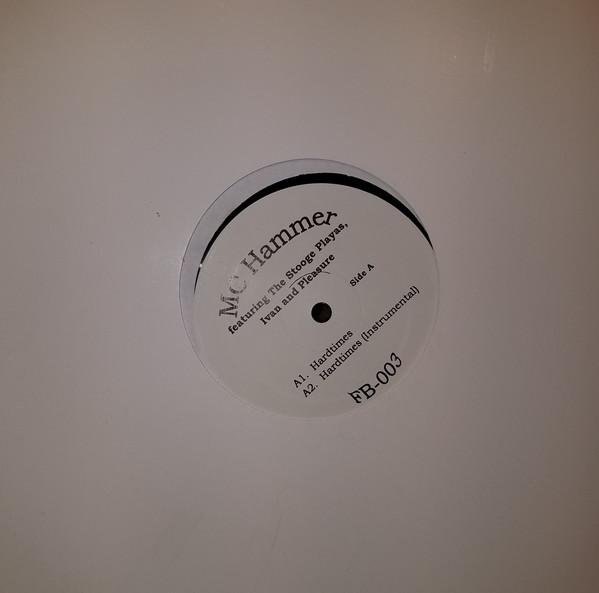 MC Hammer
featuring The Stooge Playas,
Ivan and Pleasure
Side A
A1. Hardtimes
A2. Hardtimes (Instrumental)
FB-003